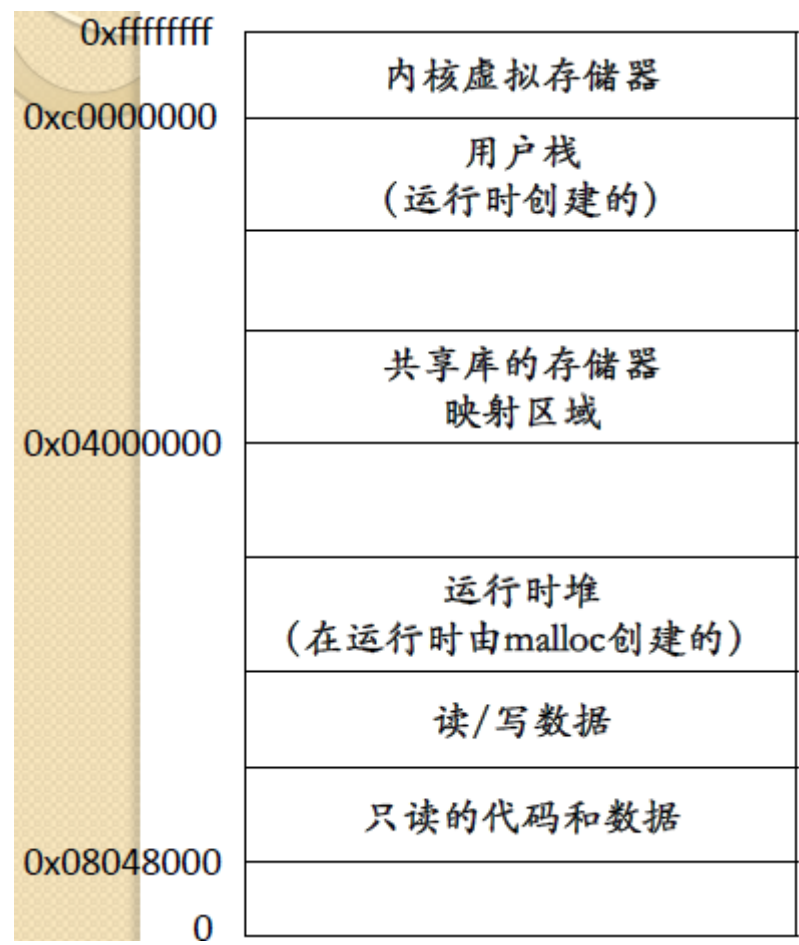 0xffffffff
内核虚拟存储器
0xc0000000
用户栈
（运行时创建的）
共享库的存储器
映射区域
0x04000000
运行时堆
（在运行时由malloc创建的）
读/写数据
只读的代码和数据
0x08048000
0